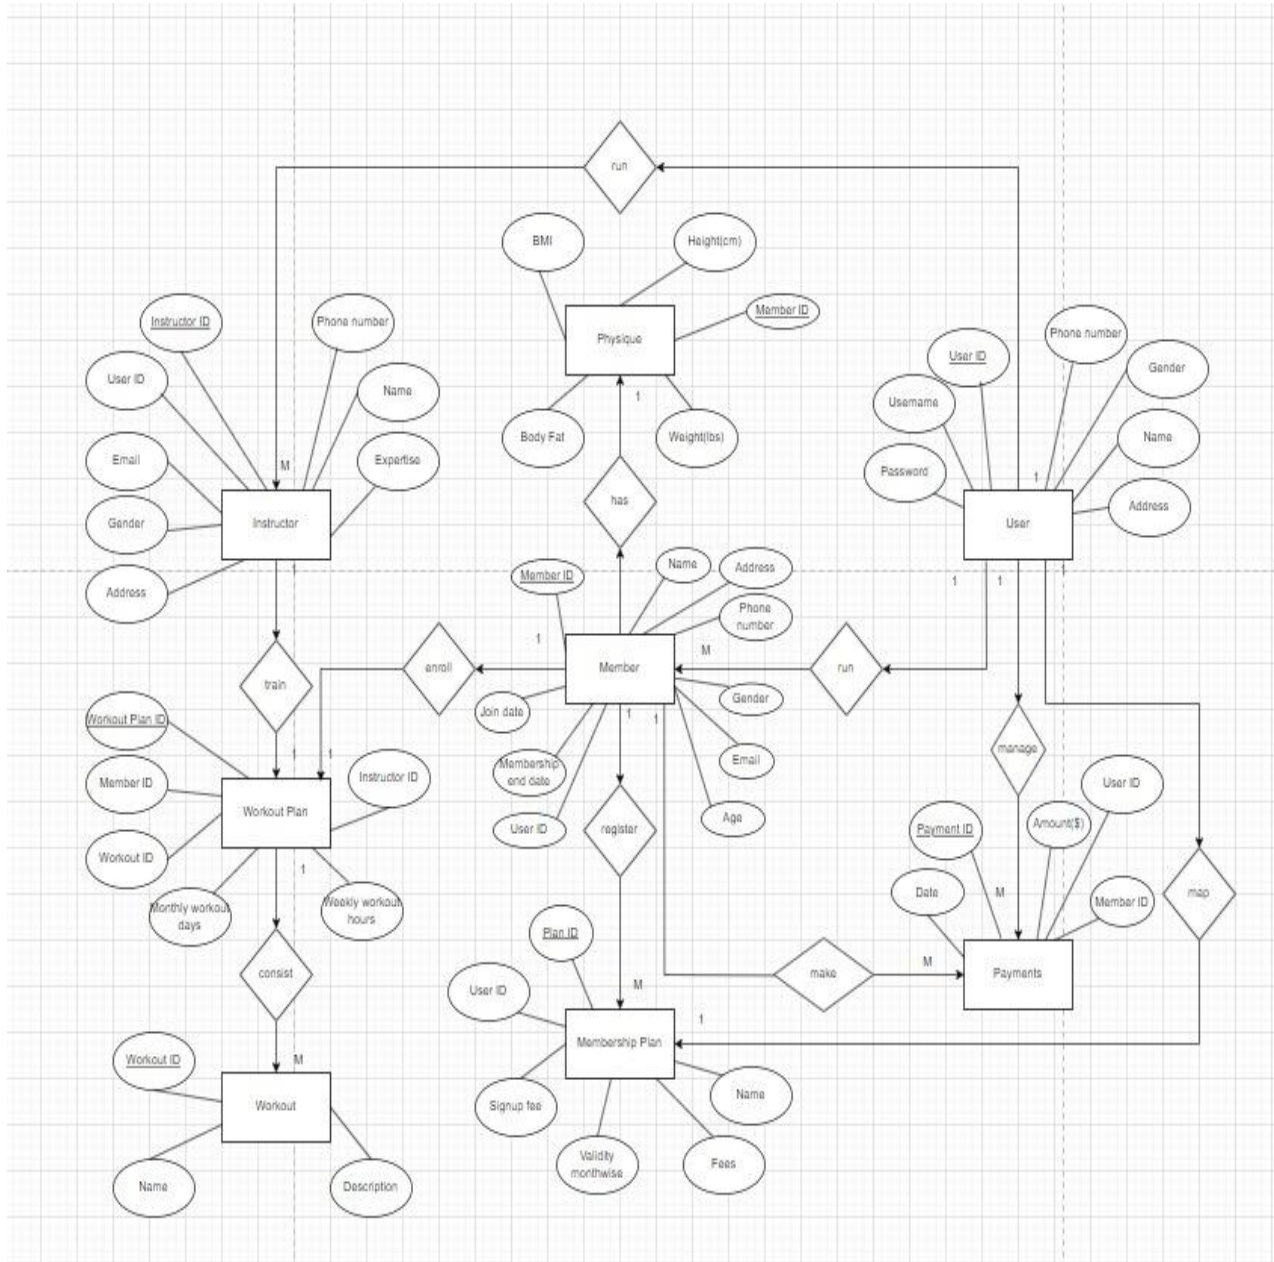 run
BMI
Height(cm)
Member ID
Physique
Body Fat
Weight(lbs)
1
has
Instructor ID
Phone number
User ID
Name
Email
Expertise
Gender
Address
M
Instructor
1
User ID
Phone number
Gender
Username
Name
Password
Address
1
User
1
1
1
Member ID
Name
Address
Phone
number
1
M
Member
enroll
run
Join date
Gender
Membership
end date
Email
User ID
Age
1
1
train
1
1
Workout Plan ID
Member ID
Instructor ID
Workout Plan
Workout ID
Monthly workout
days
Weekly workout
hours
1
register
manage
User ID
Payment ID
Amount($)
Date
M
Member ID
map
Plan ID
consist
make
M
Payments
User ID
M
1
Membership Plan
Signup fee
Name
Validity
monthwise
Fees
Workout ID
M
Workout
Name
Description